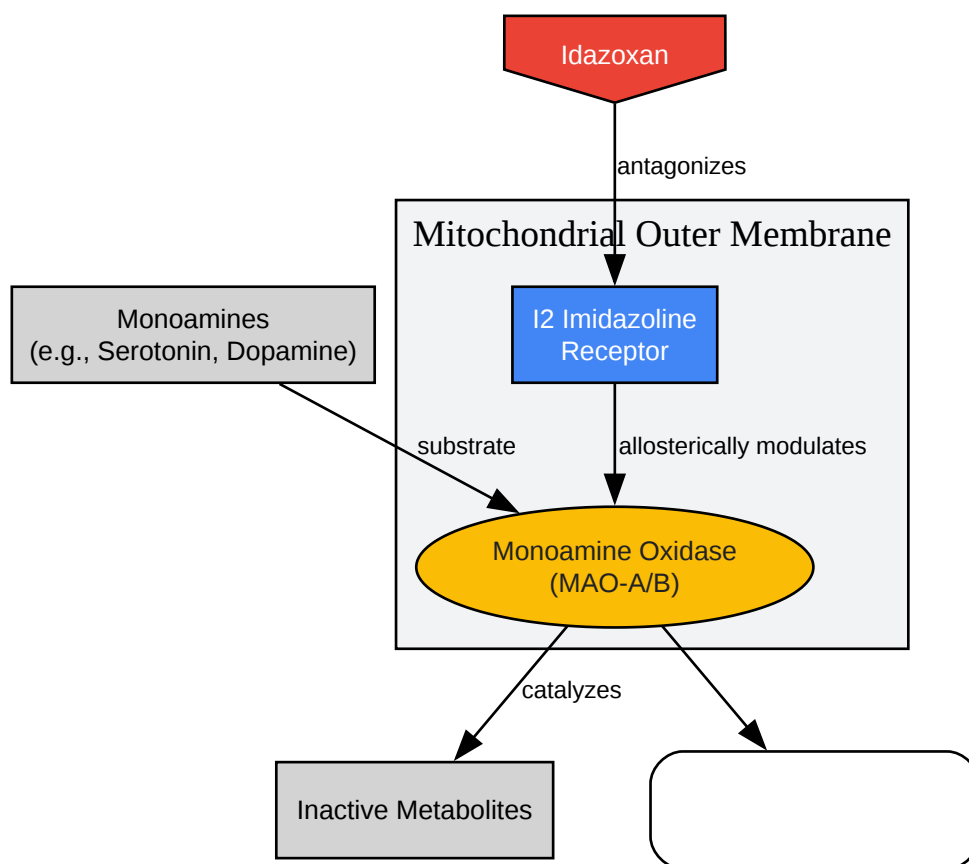 Idazoxan
antagonizes
Mitochondrial Outer Membrane
Monoamines
(e.g., Serotonin, Dopamine)
I2 Imidazoline
Receptor
substrate
allosterically modulates
Monoamine Oxidase
(MAO-A/B)
catalyzes
Inactive Metabolites